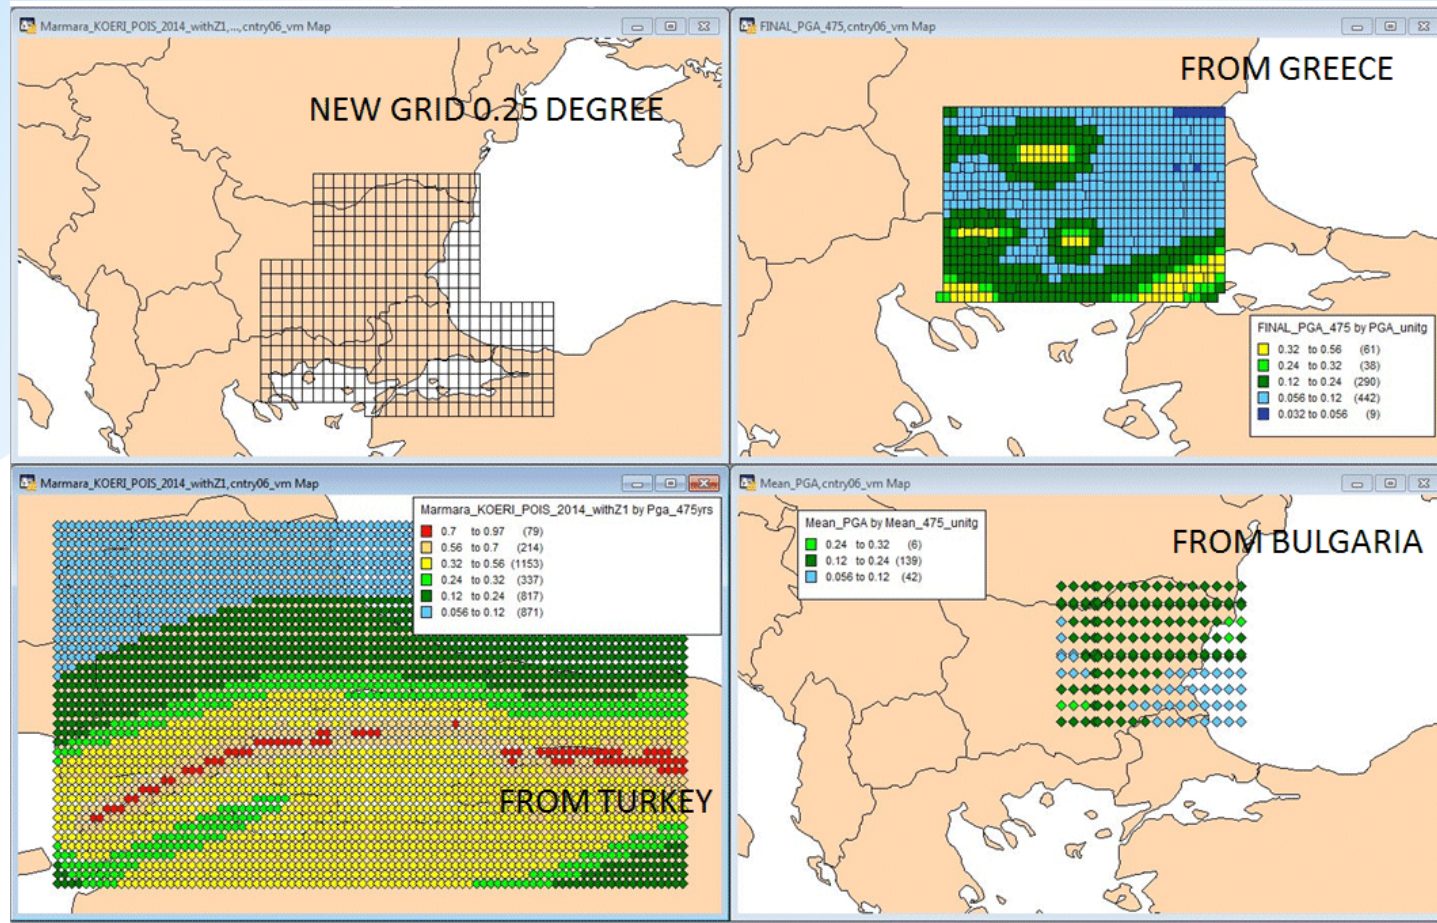 Marmara_KOERI_POIS_2014_withZ1,...,cntry06_vm Map
NEW GRID 0.25 DEGREE
FINAL_PGA_475,cntry06_vm Map
FROM GREECE
FINAL_PGA_475 by PGA_unitg
0.32 to 0.56 (61)
0.24 to 0.32 (38)
0.12 to 0.24 (290)
0.056 to 0.12 (442)
0.032 to 0.056 (9)
Marmara_KOERI_POIS_2014_withZ1,cntry06_vm Map
Marmara_KOERI_POIS_2014_withZ1 by Pga_475yrs
0.7 to 0.97 (79)
0.56 to 0.7 (214)
0.32 to 0.56 (1153)
0.24 to 0.32 (337)
0.12 to 0.24 (817)
0.056 to 0.12 (871)
FROM TURKEY
Mean_PGA,cntry06_vm Map
Mean_PGA by Mean_475_unitg
0.24 to 0.32 (6)
0.12 to 0.24 (139)
0.056 to 0.12 (42)
FROM BULGARIA